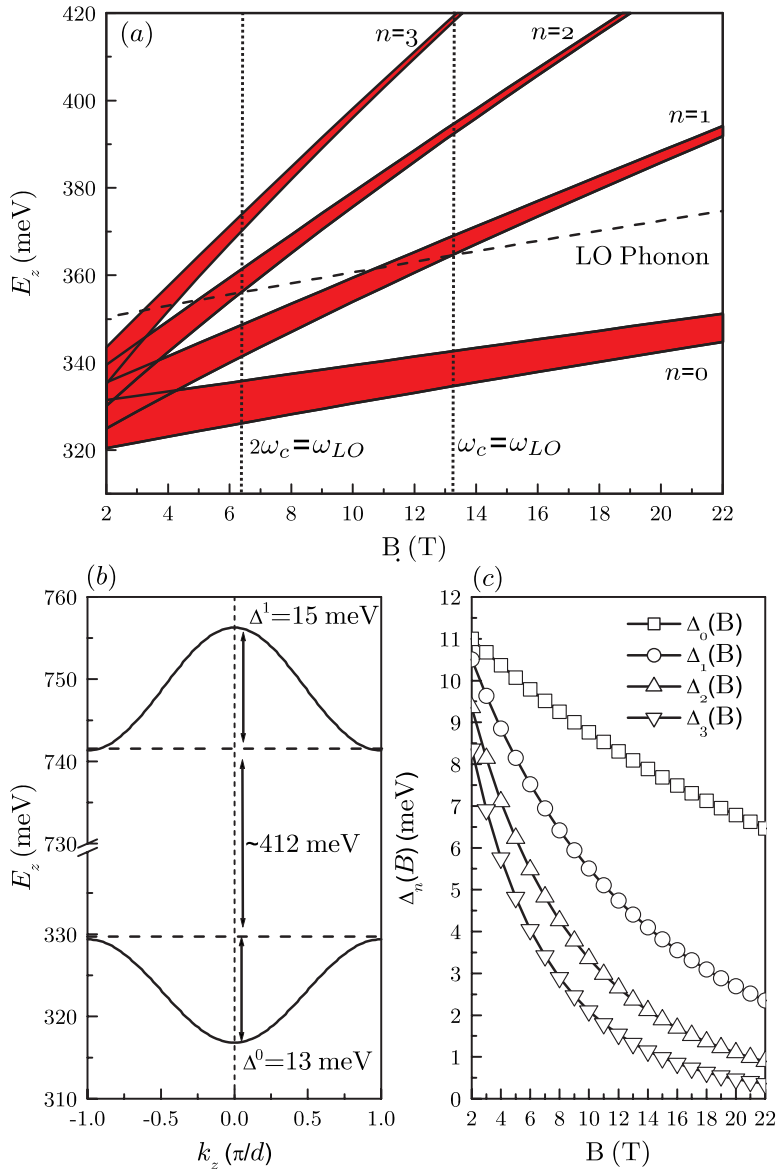 (a)
n=3
n=2
n=1
n=0
LO Phonon
2ω_c=ω_LO
ω_c=ω_LO
E_z (meV)
420
400
380
360
340
320
2 4 6 8 10 12 14 16 18 20 22
B (T)
(b)
E_z (meV)
760
750
740
730
330
320
310
Δ¹=15 meV
~412 meV
Δ⁰=13 meV
-1.0 -0.5 0.0 0.5 1.0
k_z (π/d)
(c)
Δ_n(B) (meV)
12
11
10
9
8
7
6
5
4
3
2
1
0
Δ_0(B)
Δ_1(B)
Δ_2(B)
Δ_3(B)
2 4 6 8 10 12 14 16 18 20 22
B (T)